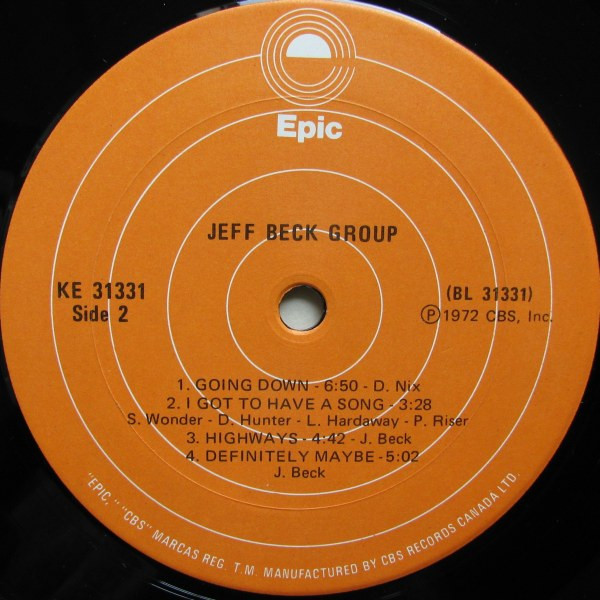 Epic
JEFF BECK GROUP
KE 31331
Side 2
(BL 31331)
Ⓟ 1972 CBS, Inc.
1. GOING DOWN - 6:50 - D. Nix
2. I GOT TO HAVE A SONG - 3:28
S. Wonder - D. Hunter - L. Hardaway - P. Riser
3. HIGHWAYS - 4:42 - J. Beck
4. DEFINITELY MAYBE - 5:02
J. Beck
"EPIC," "CBS" MARCAS REG. T.M. MANUFACTURED BY CBS RECORDS CANADA LTD.